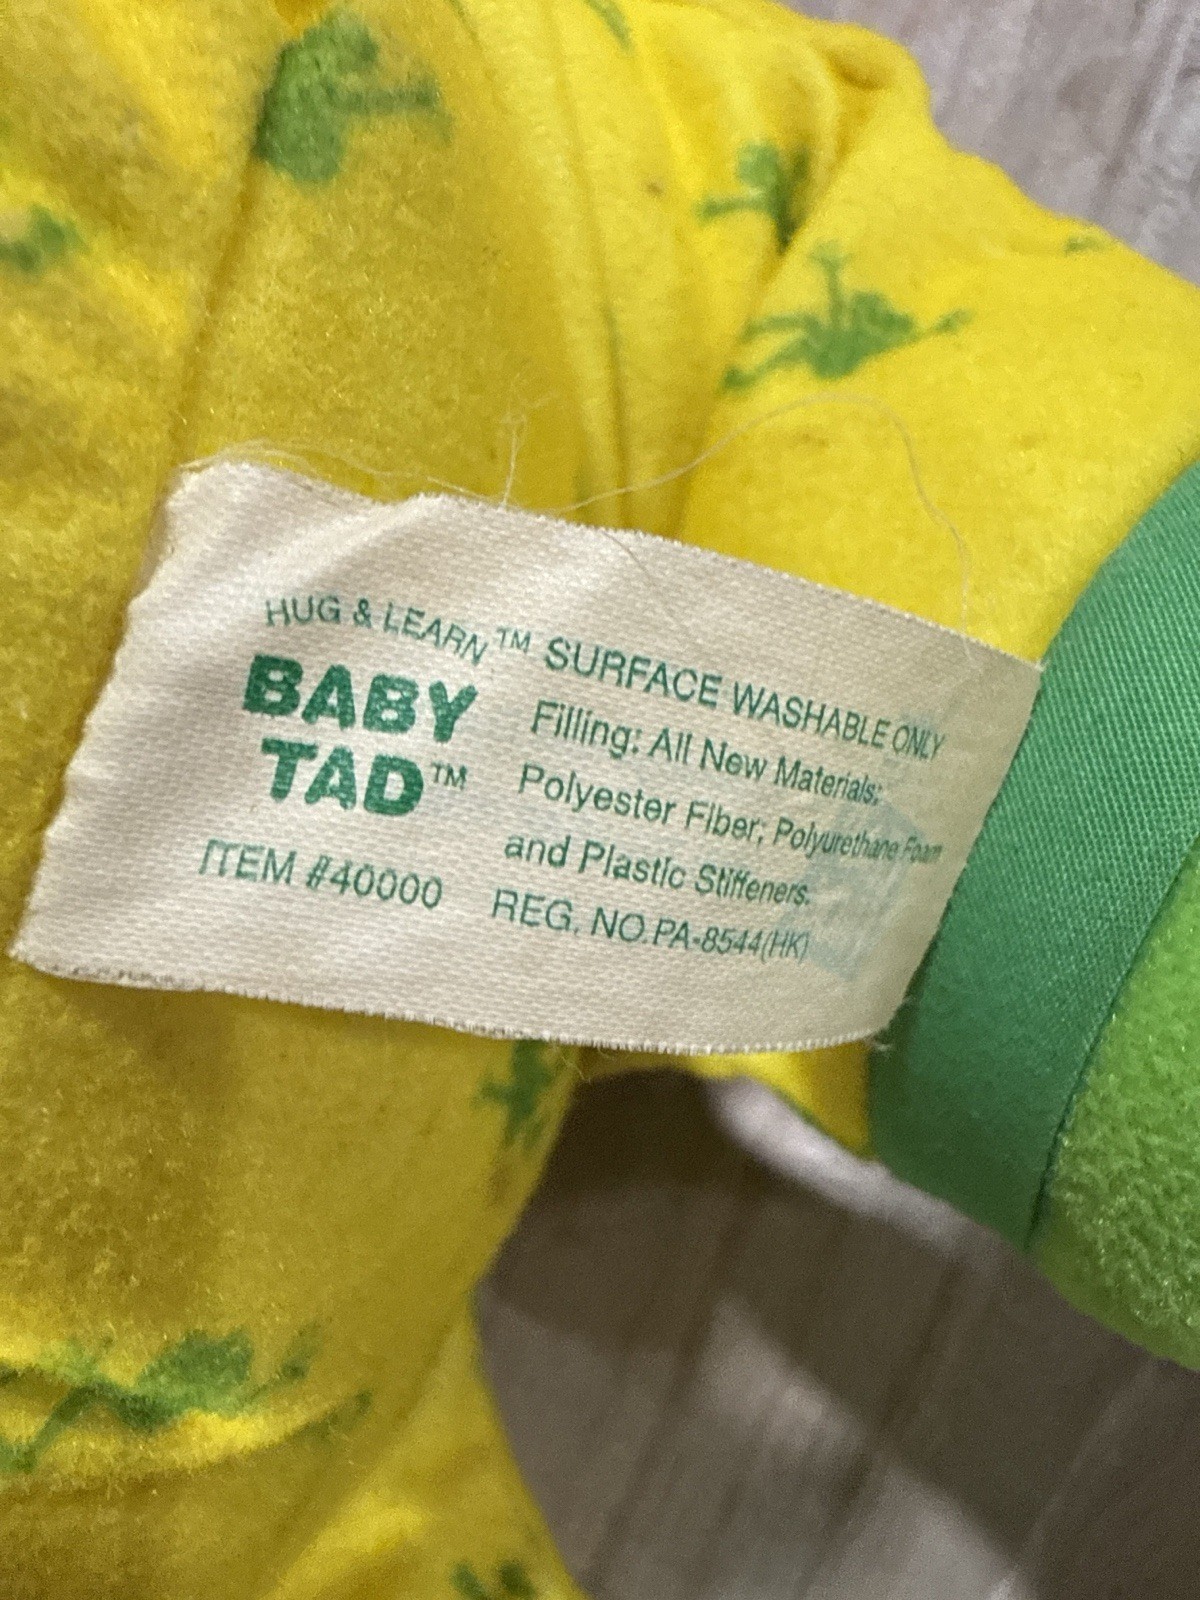 HUG & LEARN™
BABY
TAD™
ITEM #40000
SURFACE WASHABLE ONLY
Filling: All New Materials:
Polyester Fiber; Polyurethane Foam
and Plastic Stiffeners.
REG. NO.PA-8544(HK)